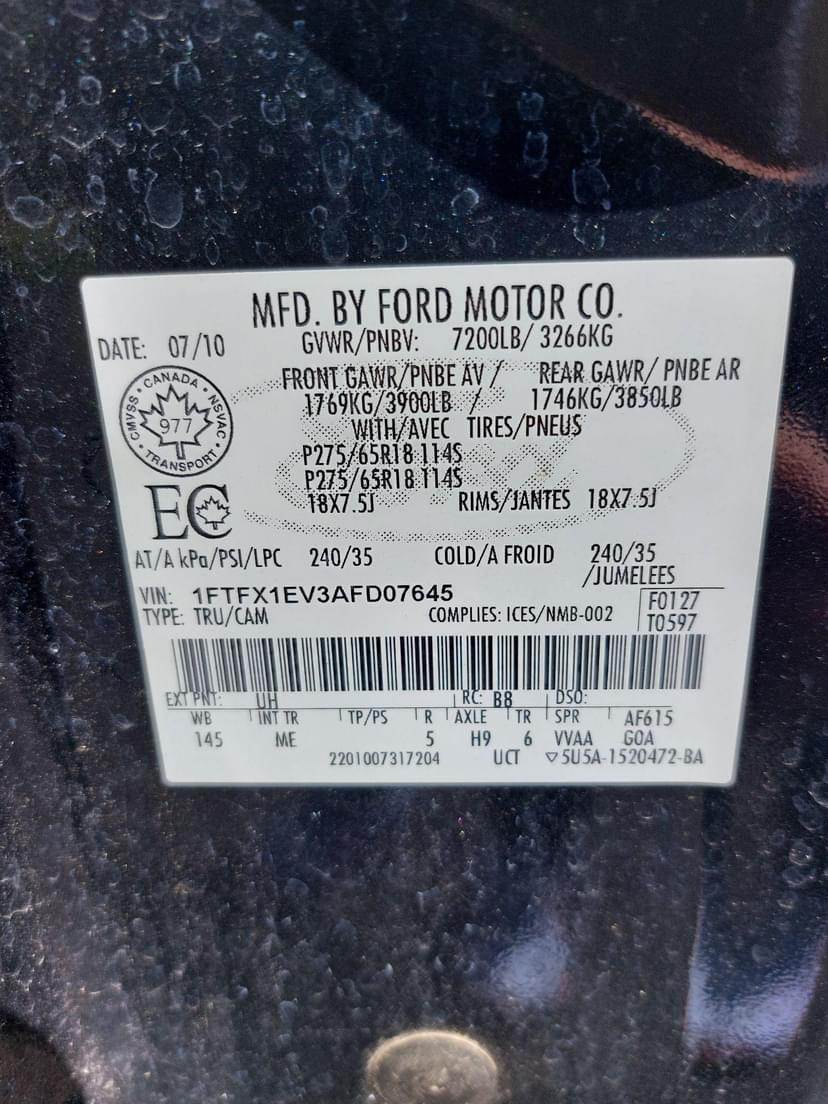 MFD. BY FORD MOTOR CO.
DATE: 07/10
GVWR/PNBV: 7200LB/ 3266KG
FRONT GAWR/PNBE AV / REAR GAWR/ PNBE AR
1769KG/3900LB / 1746KG/3850LB
WITH/AVEC TIRES/PNEUS
P275/65R18 114S
P275/65R18 114S
18X7.5J RIMS/JANTES 18X7.5J
CANADA · NSVAC · TRANSPORT · CMVSS ·
977
EC
AT/A kPa/PSI/LPC 240/35 COLD/A FROID 240/35
/JUMELEES
VIN: 1FTFX1EV3AFD07645
F0127
TYPE: TRU/CAM COMPLIES: ICES/NMB-002
T0597
EXT PNT: UH RC: B8 DSO:
WB INT TR TP/PS R AXLE TR SPR AF615
145 ME 5 H9 6 VVAA GOA
2201007317204 UCT ▽5U5A-1520472-BA